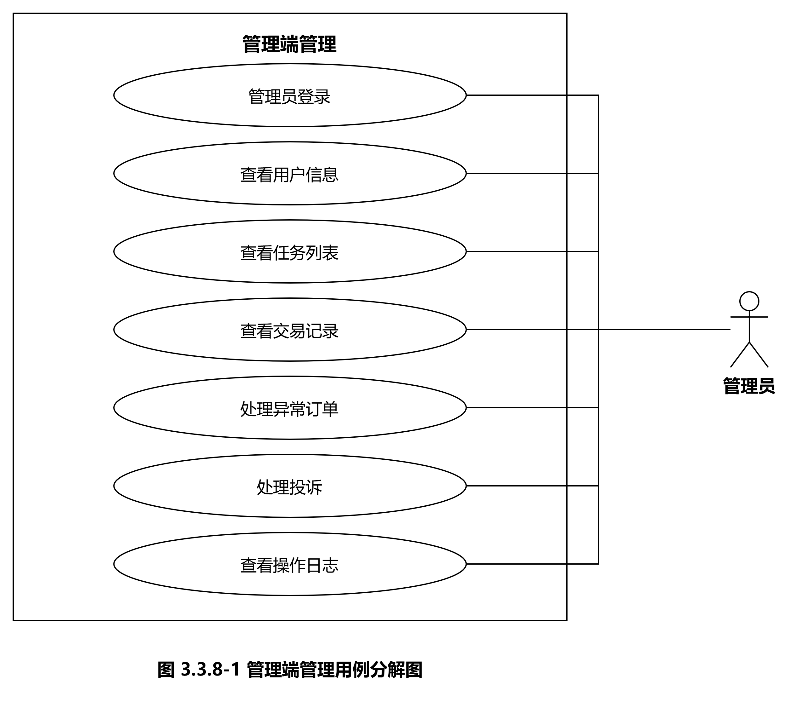 管理端管理
管理员登录
查看用户信息
查看任务列表
查看交易记录
处理异常订单
处理投诉
查看操作日志
管理员
图 3.3.8-1 管理端管理用例分解图